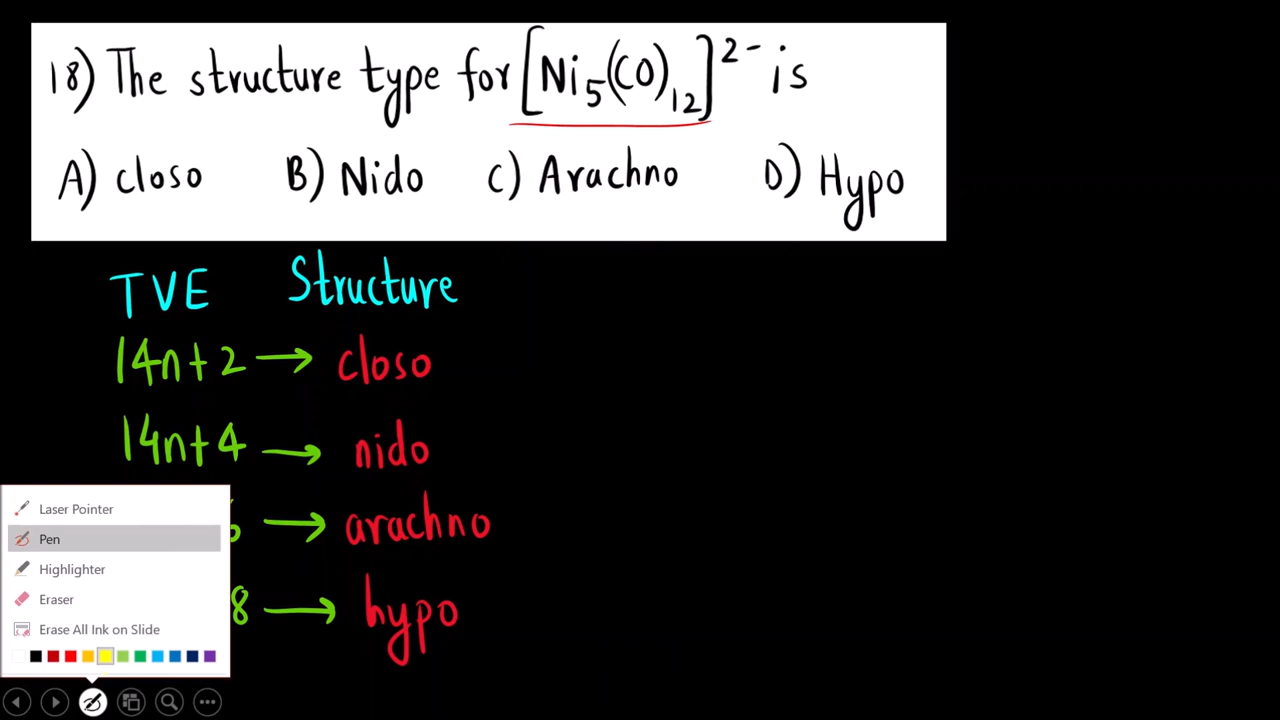 18) The structure type for [Ni₅(CO)₁₂]²⁻ is
A) closo B) Nido C) Arachno D) Hypo
TVE Structure
14n+2 → closo
14n+4 → nido
6 → arachno
8 → hypo
Laser Pointer
Pen
Highlighter
Eraser
Erase All Ink on Slide